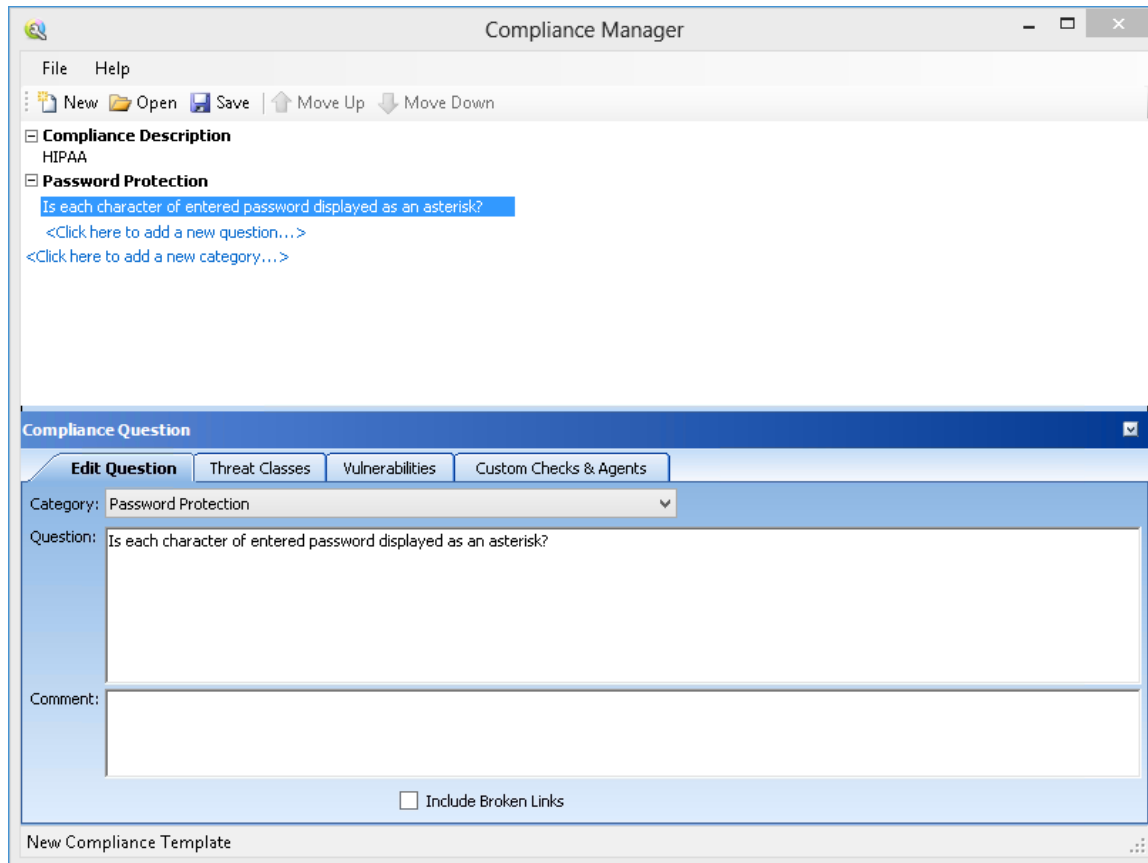 Compliance Manager
File Help
New Open Save Move Up Move Down
Compliance Description
HIPAA
Password Protection
Is each character of entered password displayed as an asterisk?
<Click here to add a new question...>
<Click here to add a new category...>
Compliance Question
Edit Question Threat Classes Vulnerabilities Custom Checks & Agents
Category: Password Protection
Question: Is each character of entered password displayed as an asterisk?
Comment:
Include Broken Links
New Compliance Template